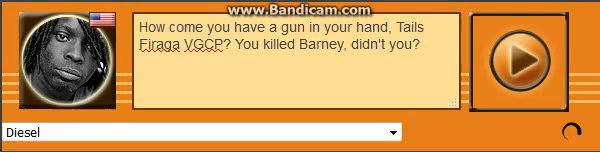 www.Bandicam.com
How come you have a gun in your hand, Tails
Firaga VGCP? You killed Barney, didn't you?
Diesel